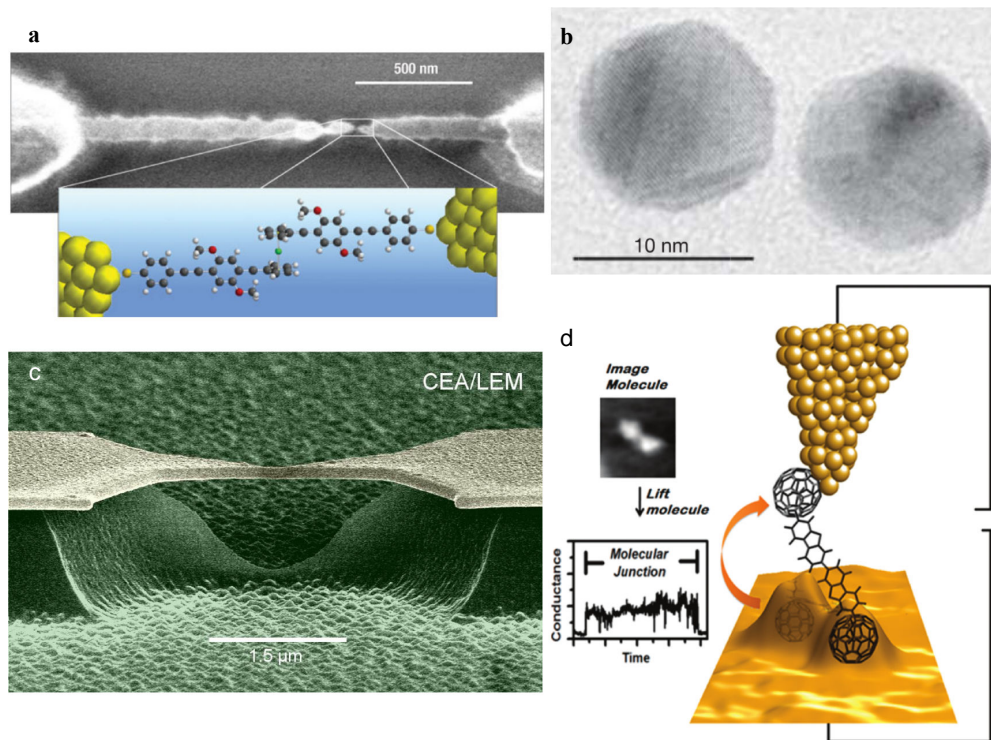 a
500 nm
b
10 nm
c
CEA/LEM
1.5 µm
d
Image
Molecule
Lift
molecule
Molecular
Junction
Conductance
Time